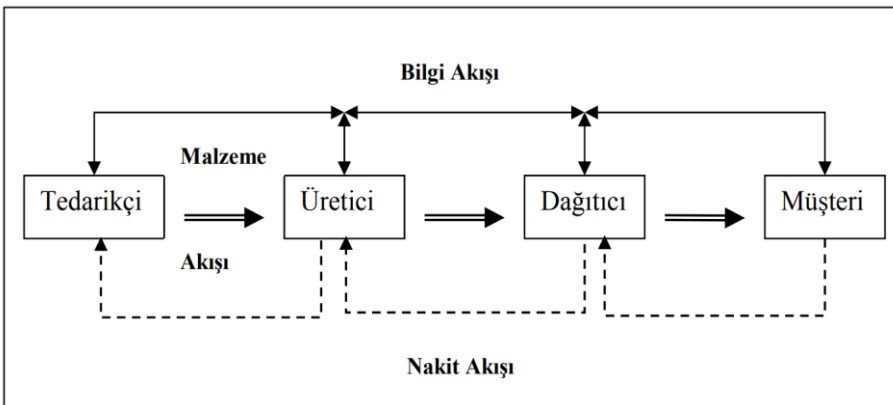 Bilgi Akışı
Malzeme
Tedarikçi
Üretici
Dağıtıcı
Müşteri
Akışı
Nakit Akışı